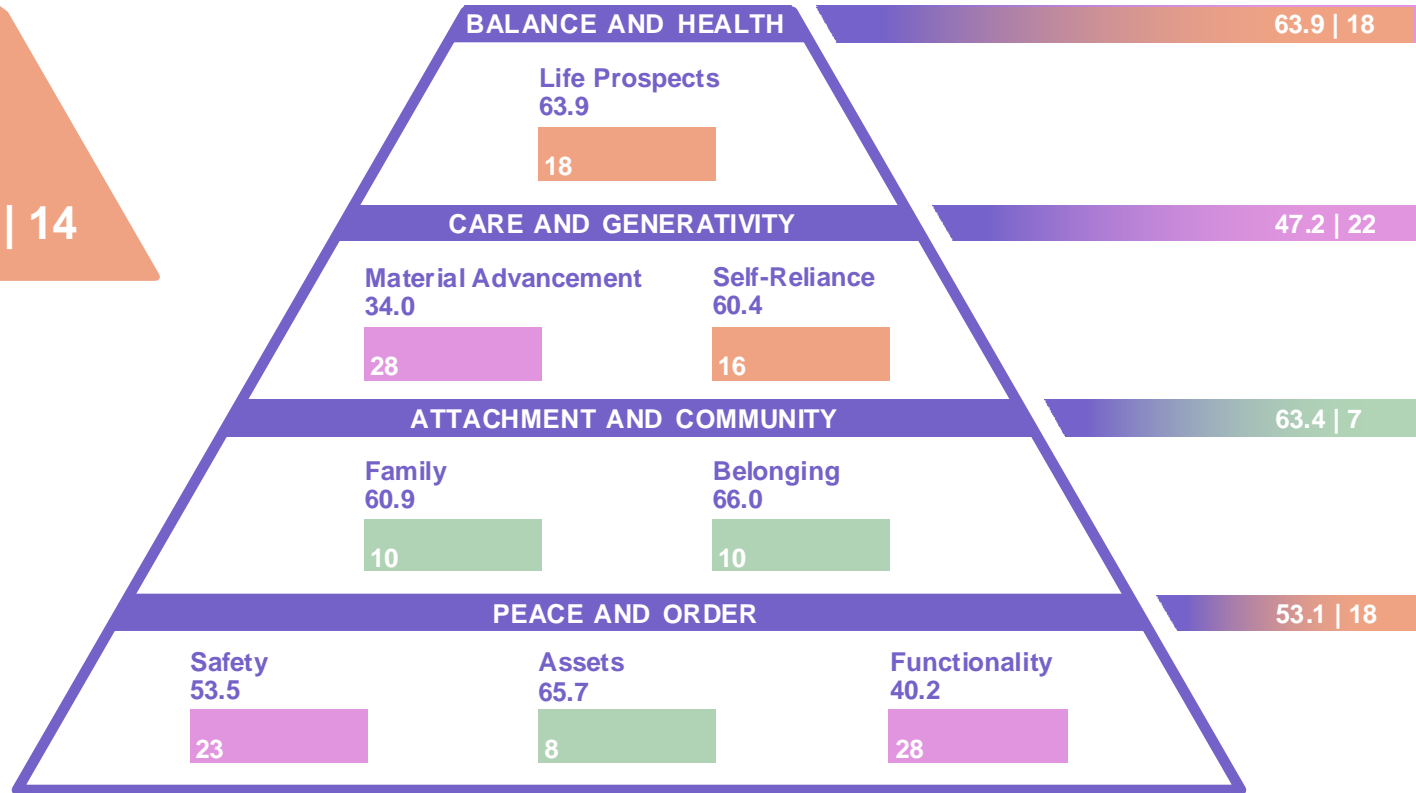 BALANCE AND HEALTH
63.9 | 18
Life Prospects
63.9
18
| 14
CARE AND GENERATIVITY
47.2 | 22
Material Advancement
34.0
28
Self-Reliance
60.4
16
ATTACHMENT AND COMMUNITY
63.4 | 7
Family
60.9
10
Belonging
66.0
10
PEACE AND ORDER
53.1 | 18
Safety
53.5
23
Assets
65.7
8
Functionality
40.2
28